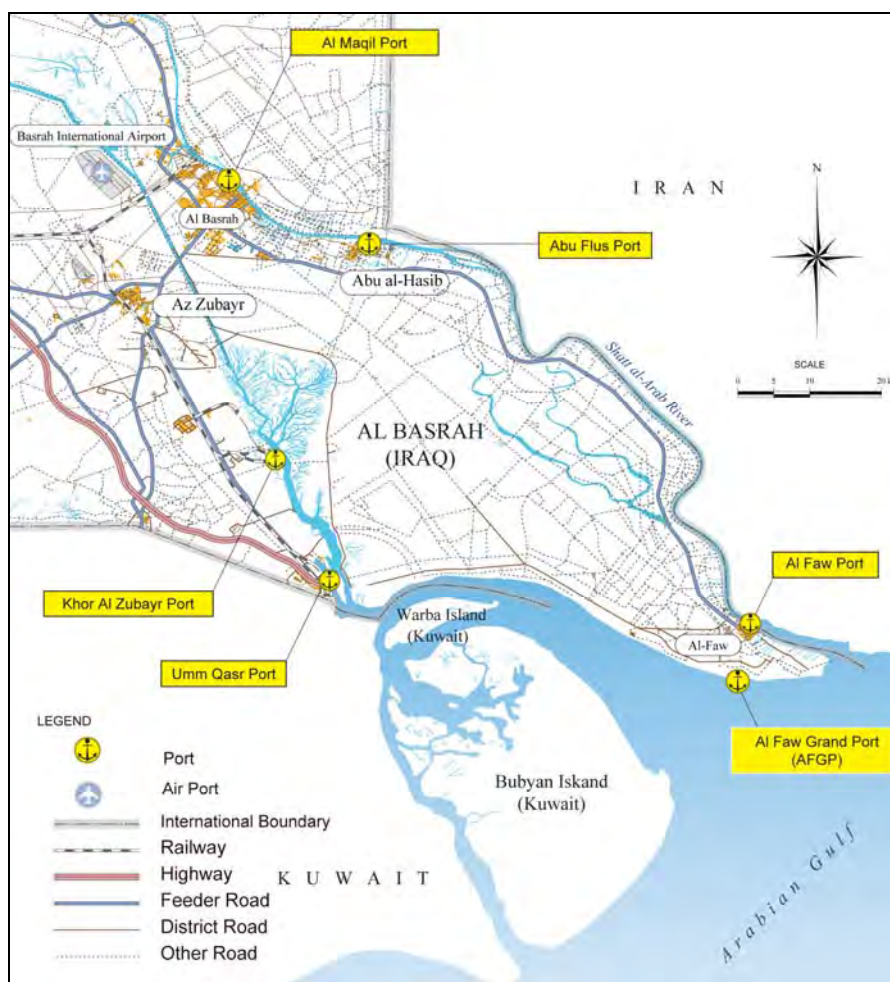 Al Maqil Port
Basrah International Airport
I R A N
N
Al Basrah
Abu Flus Port
Abu al-Hasib
Az Zubayr
Shatt al-Arab River
SCALE
0 5 10 20
AL BASRAH
(IRAQ)
Al Faw Port
Khor Al Zubayr Port
Warba Island
(Kuwait)
Al-Faw
Umm Qasr Port
Al Faw Grand Port
(AFGP)
Bubyan Iskand
(Kuwait)
Arabian Gulf
K U W A I T
LEGEND
Port
Air Port
International Boundary
Railway
Highway
Feeder Road
District Road
Other Road